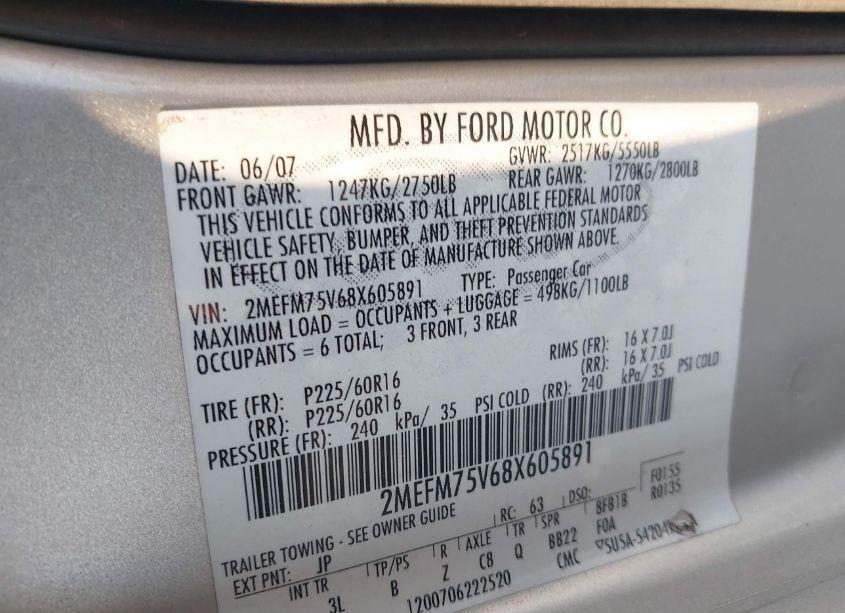 MFD. BY FORD MOTOR CO.
DATE: 06/07 GVWR: 2517KG/5550LB
FRONT GAWR: 1247KG/2750LB REAR GAWR: 1270KG/2800LB
THIS VEHICLE CONFORMS TO ALL APPLICABLE FEDERAL MOTOR
VEHICLE SAFETY, BUMPER, AND THEFT PREVENTION STANDARDS
IN EFFECT ON THE DATE OF MANUFACTURE SHOWN ABOVE.
VIN: 2MEFM75V68X605891 TYPE: Passenger Car
MAXIMUM LOAD = OCCUPANTS + LUGGAGE = 498KG/1100LB
OCCUPANTS = 6 TOTAL; 3 FRONT, 3 REAR
TIRE (FR): P225/60R16 RIMS (FR): 16 X 7.0J
(RR): P225/60R16 (RR): 16 X 7.0J
PRESSURE (FR): 240 kPa/ 35 PSI COLD (RR): 240 kPa/ 35 PSI COLD
2MEFM75V68X605891
TRAILER TOWING - SEE OWNER GUIDE RC: 63 DSO: F0155
EXT PNT: JP R0135
INT TR TP/PS R AXLE TR SPR BFB1B
3L B Z CB Q BB22 FOA
1200706222520 CMC